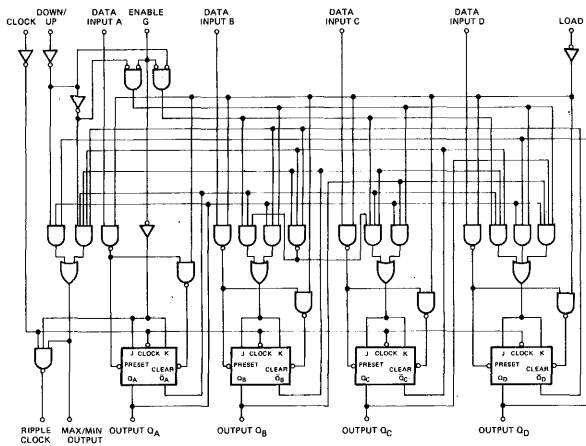 CLOCK
DOWN/
UP
DATA
INPUT A
ENABLE
G
DATA
INPUT B
DATA
INPUT C
DATA
INPUT D
LOAD
J CLOCK K
PRESET
CLEAR
QA
Q̅A
J CLOCK K
PRESET
CLEAR
QB
Q̅B
J CLOCK K
PRESET
CLEAR
QC
Q̅C
J CLOCK K
PRESET
CLEAR
QD
Q̅D
RIPPLE
CLOCK
MAX/MIN
OUTPUT
OUTPUT QA
OUTPUT QB
OUTPUT QC
OUTPUT QD